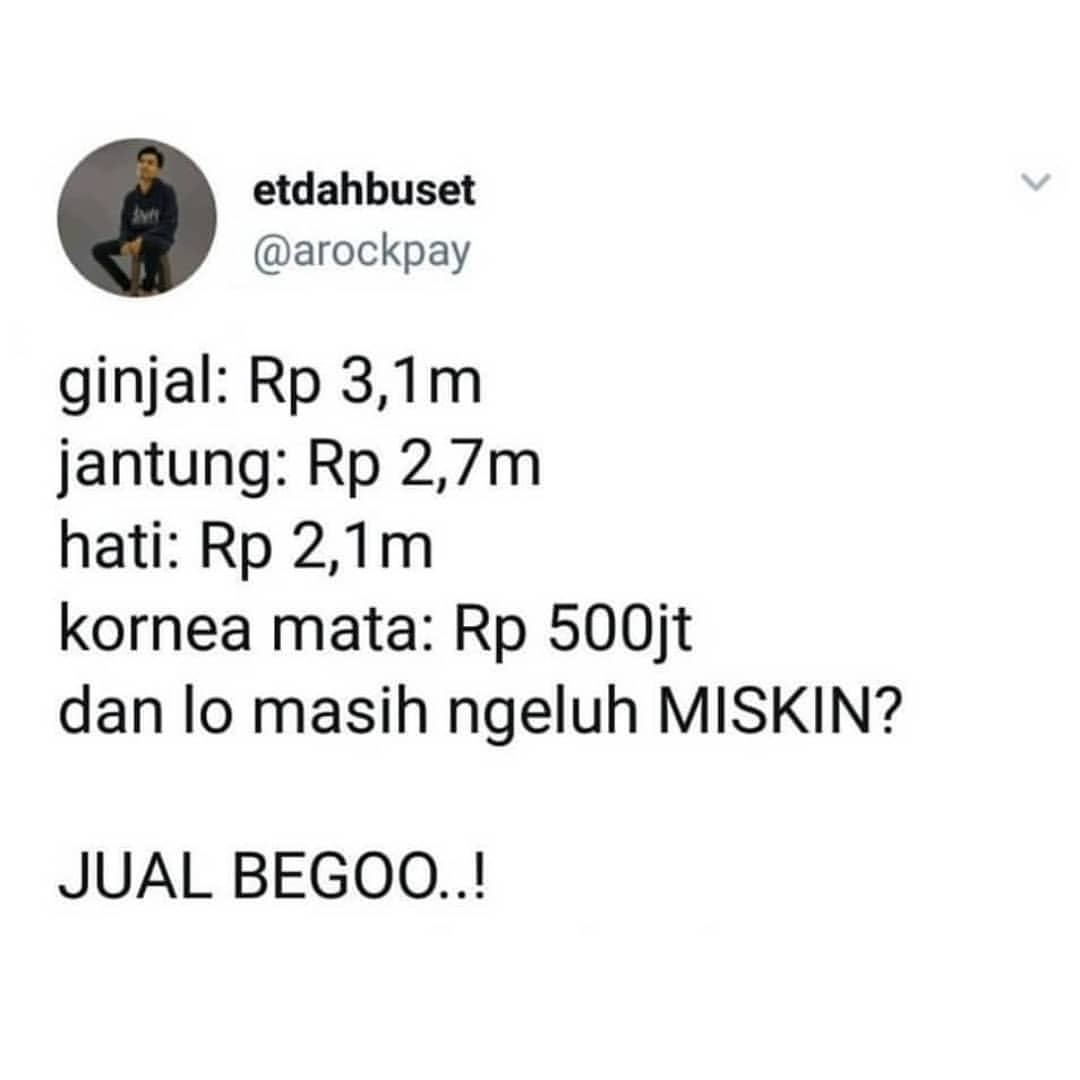 etdahbuset
@arockpay
ginjal: Rp 3,1m
jantung: Rp 2,7m
hati: Rp 2,1m
kornea mata: Rp 500jt
dan lo masih ngeluh MISKIN?
JUAL BEGOO..!